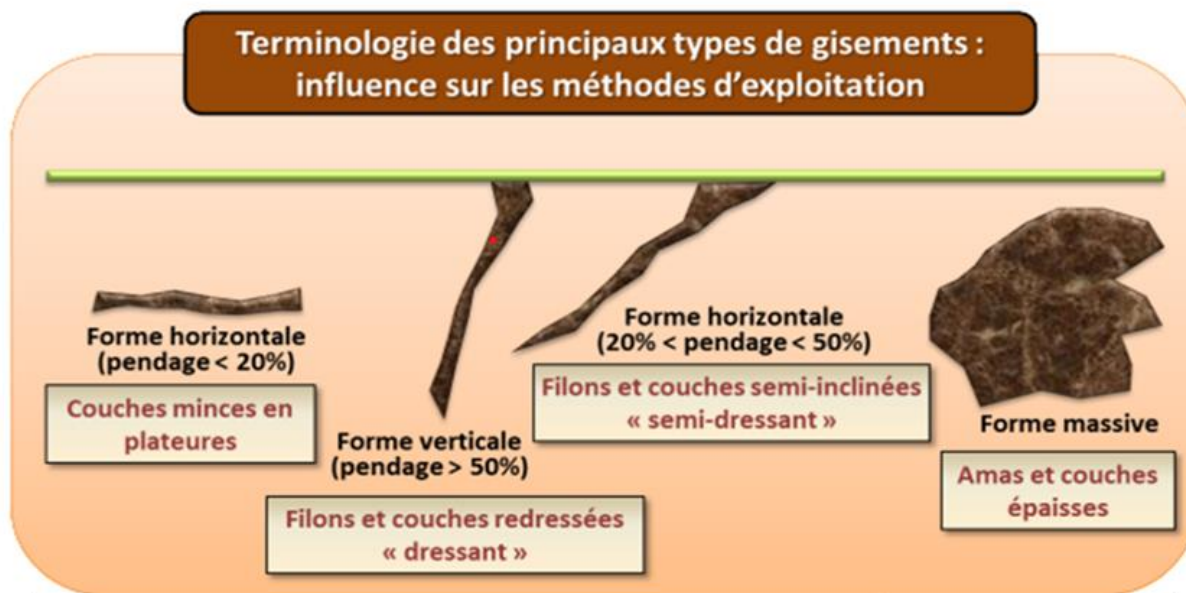 Terminologie des principaux types de gisements :
influence sur les méthodes d'exploitation
Forme horizontale
(pendage < 20%)
Couches minces en
plateures
Forme verticale
(pendage > 50%)
Filons et couches redressées
« dressant »
Forme horizontale
(20% < pendage < 50%)
Filons et couches semi-inclinées
« semi-dressant »
Forme massive
Amas et couches
épaisses